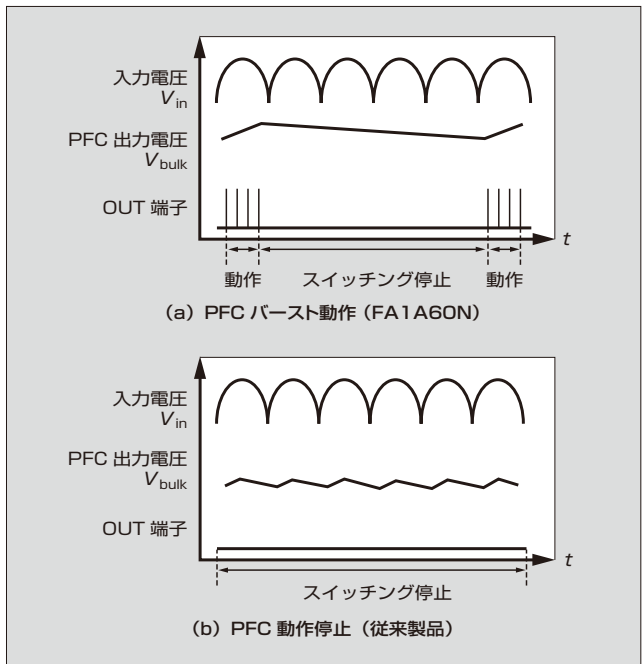 入力電圧
Vin
PFC 出力電圧
Vbulk
OUT 端子
t
動作
スイッチング停止
動作
(a) PFC バースト動作 (FA1A60N)
入力電圧
Vin
PFC 出力電圧
Vbulk
OUT 端子
t
スイッチング停止
(b) PFC 動作停止（従来製品）